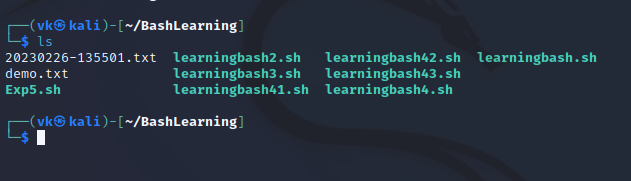 ┌──(vk㉿kali)-[~/BashLearning]
└─$ ls
20230226-135501.txt  learningbash2.sh   learningbash42.sh  learningbash.sh
demo.txt             learningbash3.sh   learningbash43.sh
Exp5.sh              learningbash41.sh  learningbash4.sh
┌──(vk㉿kali)-[~/BashLearning]
└─$